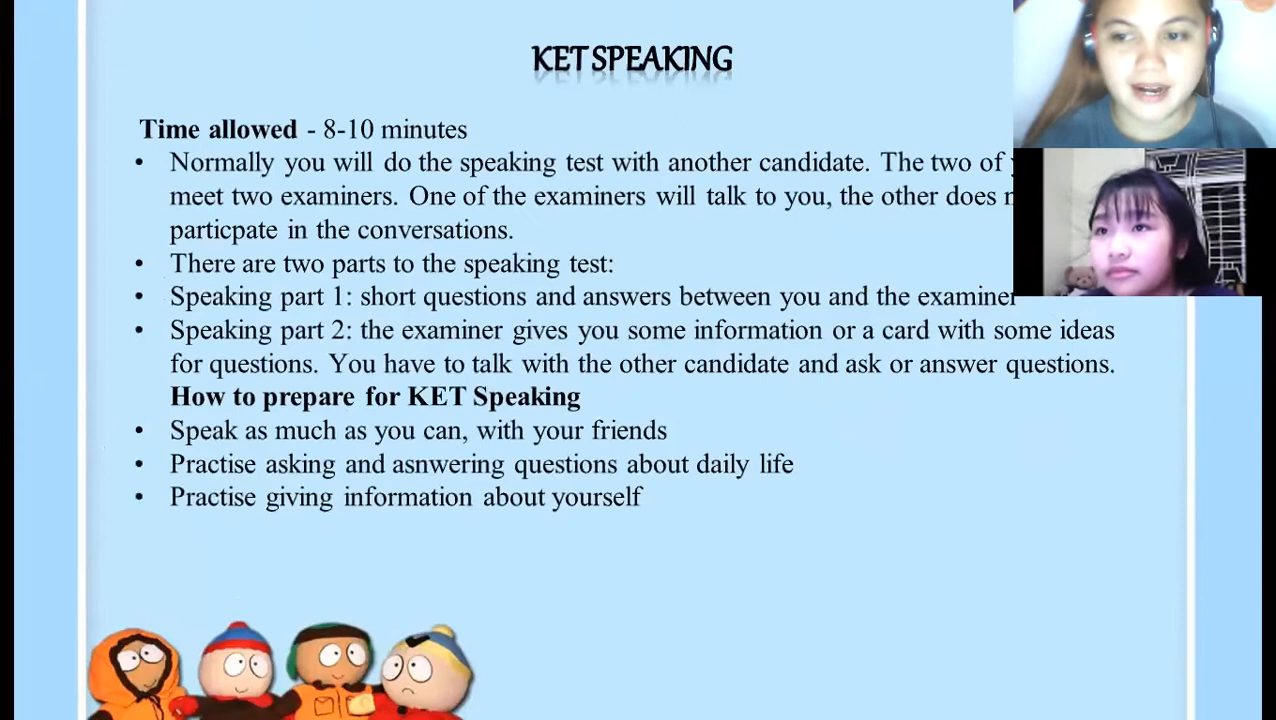 KET SPEAKING
Time allowed - 8-10 minutes
• Normally you will do the speaking test with another candidate. The two of
meet two examiners. One of the examiners will talk to you, the other does
particpate in the conversations.
• There are two parts to the speaking test:
• Speaking part 1: short questions and answers between you and the examiner
• Speaking part 2: the examiner gives you some information or a card with some ideas
for questions. You have to talk with the other candidate and ask or answer questions.
How to prepare for KET Speaking
• Speak as much as you can, with your friends
• Practise asking and asnwering questions about daily life
• Practise giving information about yourself